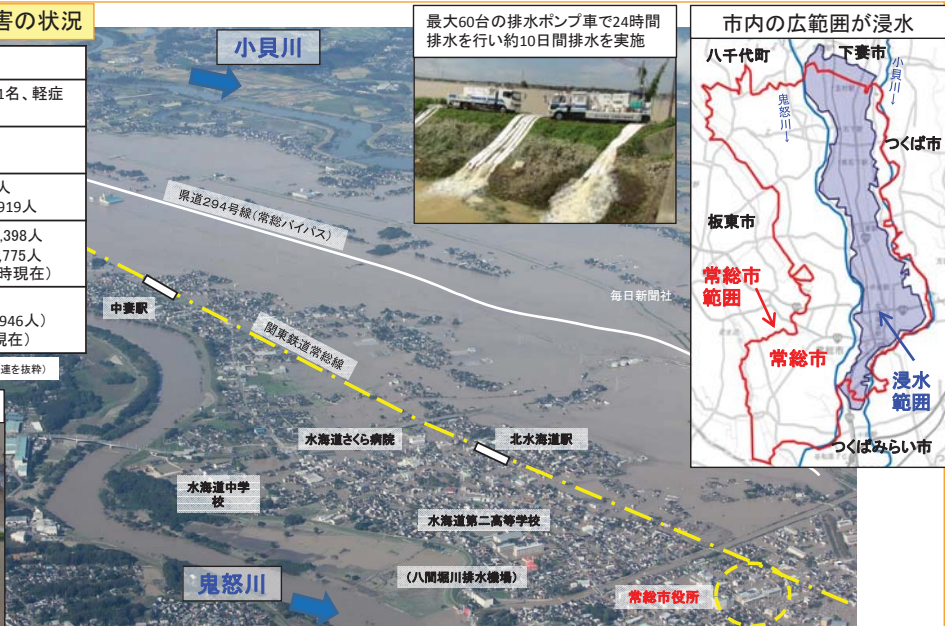 害の状況
1名、軽症
人
919人
,398人
,775人
時現在）
946人）
現在）
連を抜粋）
小貝川
最大60台の排水ポンプ車で24時間
排水を行い約10日間排水を実施
県道294号線（常総バイパス）
毎日新聞社
中妻駅
関東鉄道常総線
水海道さくら病院
北水海道駅
水海道中学
校
水海道第二高等学校
（八間堀川排水機場）
鬼怒川
常総市役所
市内の広範囲が浸水
八千代町
下妻市
小貝川→
鬼怒川→
つくば市
板東市
常総市
範囲
常総市
浸水
範囲
つくばみらい市